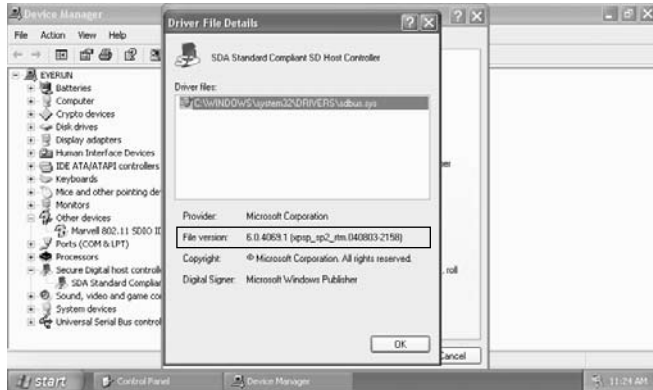 Device Manager
File Action View Help
EVERUN
Batteries
Computer
Crypto devices
Disk drives
Display adapters
Human Interface Devices
IDE ATA/ATAPI controllers
Keyboards
Mice and other pointing de
Monitors
Other devices
Marvell 802.11 SDIO ID
Ports (COM & LPT)
Processors
Secure Digital host controll
SDA Standard Complian
Sound, video and game con
System devices
Universal Serial Bus control
Driver File Details
SDA Standard Compliant SD Host Controller
Driver files:
C:\WINDOWS\system32\DRIVERS\sdbus.sys
Provider: Microsoft Corporation
File version: 6.0.4069.1 (xpsp_sp2_rtm.040803-2158)
Copyright: © Microsoft Corporation. All rights reserved.
Digital Signer: Microsoft Windows Publisher
OK
, roll
Cancel
start
Control Panel
Device Manager
11:24 AM